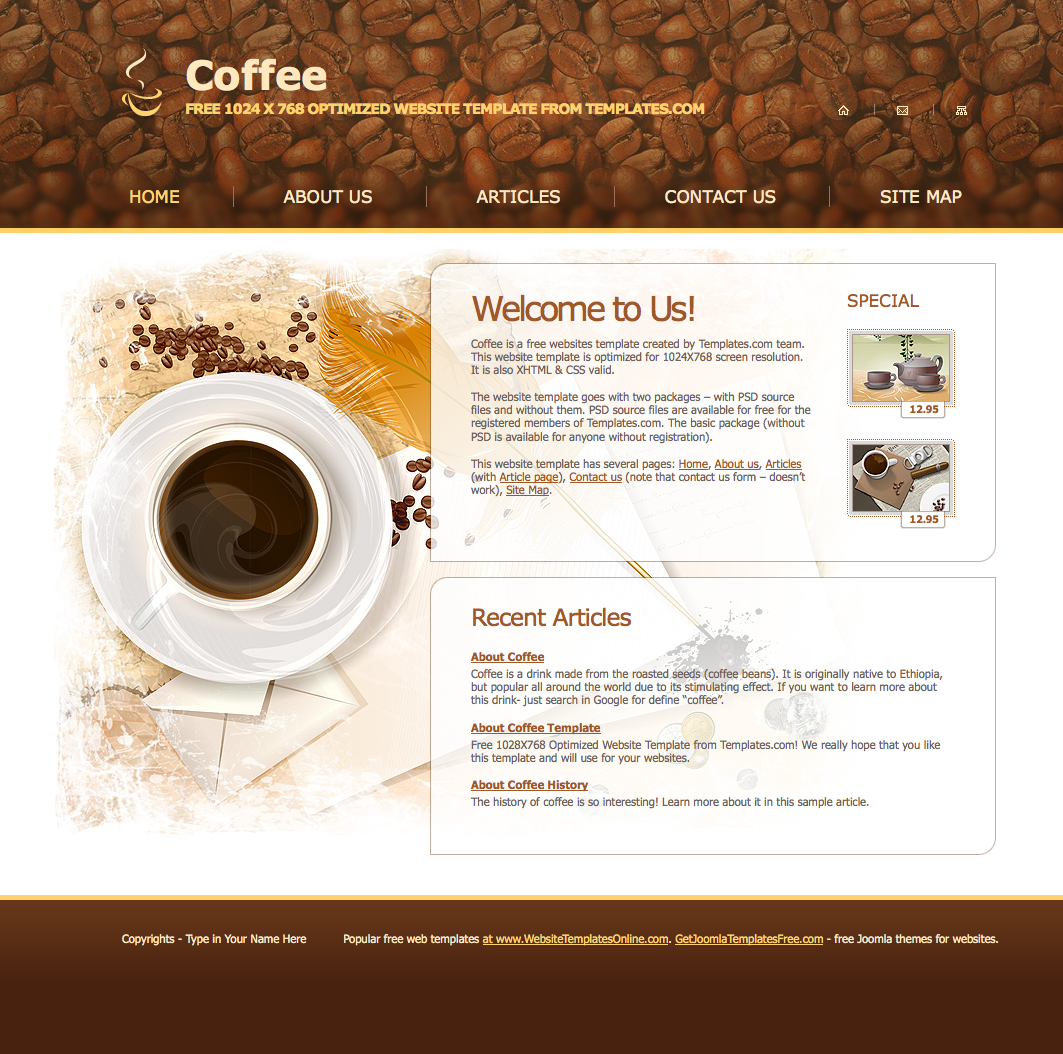 Coffee
FREE 1024 X 768 OPTIMIZED WEBSITE TEMPLATE FROM TEMPLATES.COM
HOME
ABOUT US
ARTICLES
CONTACT US
SITE MAP
Welcome to Us!
Coffee is a free websites template created by Templates.com team.
This website template is optimized for 1024X768 screen resolution.
It is also XHTML & CSS valid.
The website template goes with two packages – with PSD source
files and without them. PSD source files are available for free for the
registered members of Templates.com. The basic package (without
PSD is available for anyone without registration).
This website template has several pages: Home, About us, Articles
(with Article page), Contact us (note that contact us form – doesn't
work), Site Map.
SPECIAL
12.95
12.95
Recent Articles
About Coffee
Coffee is a drink made from the roasted seeds (coffee beans). It is originally native to Ethiopia,
but popular all around the world due to its stimulating effect. If you want to learn more about
this drink- just search in Google for define “coffee”.
About Coffee Template
Free 1028X768 Optimized Website Template from Templates.com! We really hope that you like
this template and will use for your websites.
About Coffee History
The history of coffee is so interesting! Learn more about it in this sample article.
Copyrights - Type in Your Name Here
Popular free web templates at www.WebsiteTemplatesOnline.com. GetJoomlaTemplatesFree.com - free Joomla themes for websites.